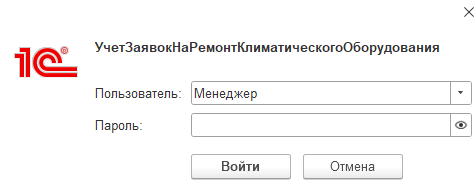 1С
УчетЗаявокНаРемонтКлиматическогоОборудования
Пользователь: Менеджер
Пароль:
Войти Отмена